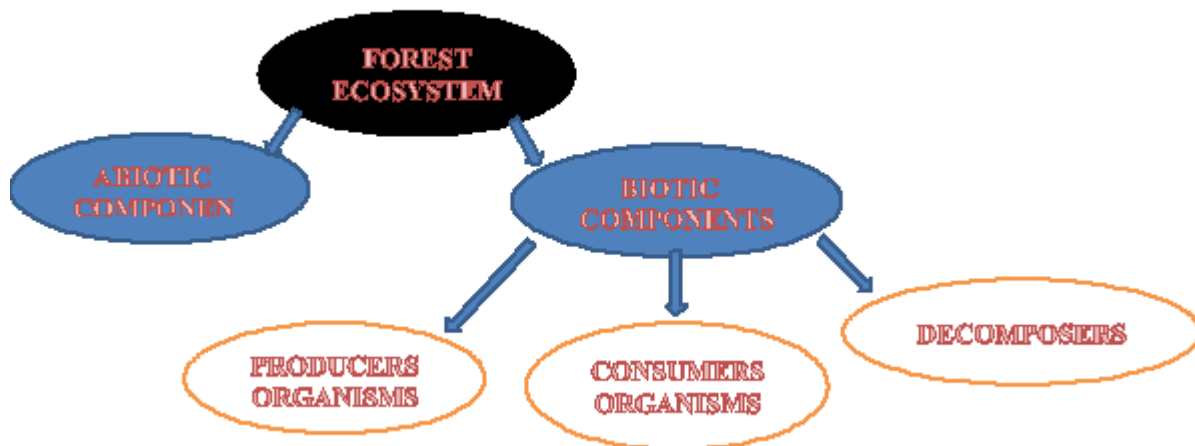 FOREST
ECOSYSTEM
ABIOTIC
COMPONEN
BIOTIC
COMPONENTS
PRODUCERS
ORGANISMS
CONSUMERS
ORGANISMS
DECOMPOSERS